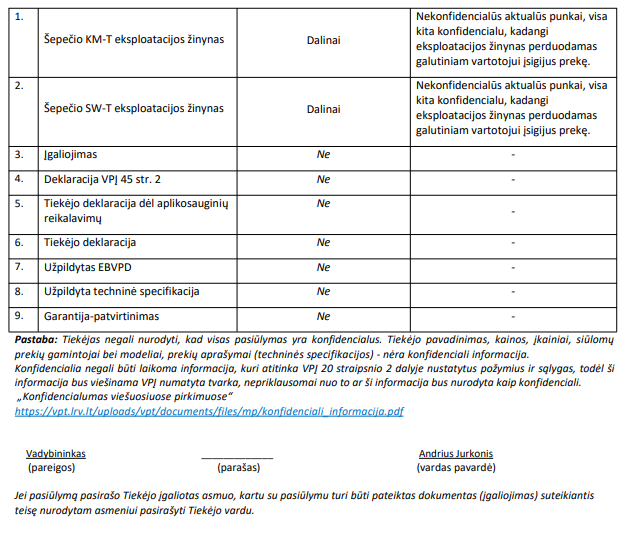 1.
Šepečio KM-T eksploatacijos žinynas
Dalinai
Nekonfidencialūs aktualūs punkai, visa
kita konfidencialu, kadangi
eksploatacijos žinynas perduodamas
galutiniam vartotojui įsigijus prekę.
2.
Šepečio SW-T eksploatacijos žinynas
Dalinai
Nekonfidencialūs aktualūs punkai, visa
kita konfidencialu, kadangi
eksploatacijos žinynas perduodamas
galutiniam vartotojui įsigijus prekę.
3. Įgaliojimas Ne -
4. Deklaracija VPĮ 45 str. 2 Ne -
5. Tiekėjo deklaracija dėl aplikosauginių
reikalavimų
Ne -
6. Tiekėjo deklaracija Ne -
7. Užpildytas EBVPD Ne -
8. Užpildyta techninė specifikacija Ne -
9. Garantija-patvirtinimas Ne -
Pastaba: Tiekėjas negali nurodyti, kad visas pasiūlymas yra konfidencialus. Tiekėjo pavadinimas, kainos, įkainiai, siūlomų
prekių gamintojai bei modeliai, prekių aprašymai (techninės specifikacijos) - nėra konfidenciali informacija.
Konfidencialia negali būti laikoma informacija, kuri atitinka VPĮ 20 straipsnio 2 dalyje nustatytus požymius ir sąlygas, todėl ši
informacija bus viešinama VPĮ numatyta tvarka, nepriklausomai nuo to ar ši informacija bus nurodyta kaip konfidenciali.
„Konfidencialumas viešuosiuose pirkimuose“
https://vpt.lrv.lt/uploads/vpt/documents/files/mp/konfidenciali_informacija.pdf
Vadybininkas _____________ Andrius Jurkonis
(pareigos) (parašas) (vardas pavardė)
Jei pasiūlymą pasirašo Tiekėjo įgaliotas asmuo, kartu su pasiūlymu turi būti pateiktas dokumentas (įgaliojimas) suteikiantis
teisę nurodytam asmeniui pasirašyti Tiekėjo vardu.